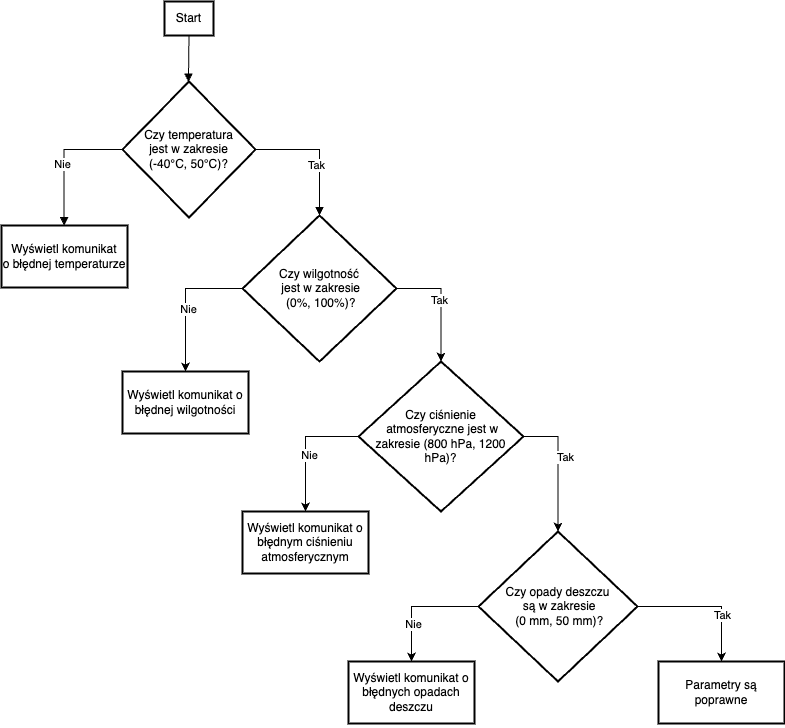 Start
Czy temperatura
jest w zakresie
(-40°C, 50°C)?
Nie
Tak
Wyświetl komunikat
o błędnej temperaturze
Czy wilgotność
jest w zakresie
(0%, 100%)?
Nie
Tak
Wyświetl komunikat o
błędnej wilgotności
Czy ciśnienie
atmosferyczne jest w
zakresie (800 hPa, 1200
hPa)?
Nie
Tak
Wyświetl komunikat o
błędnym ciśnieniu
atmosferycznym
Czy opady deszczu
są w zakresie
(0 mm, 50 mm)?
Nie
Tak
Wyświetl komunikat o
błędnych opadach
deszczu
Parametry są
poprawne